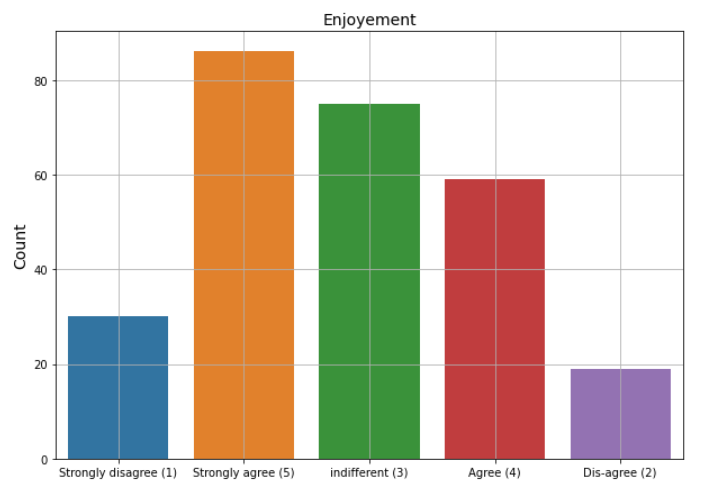 Enjoyement
Count
80
60
40
20
0
Strongly disagree (1) Strongly agree (5) indifferent (3) Agree (4) Dis-agree (2)